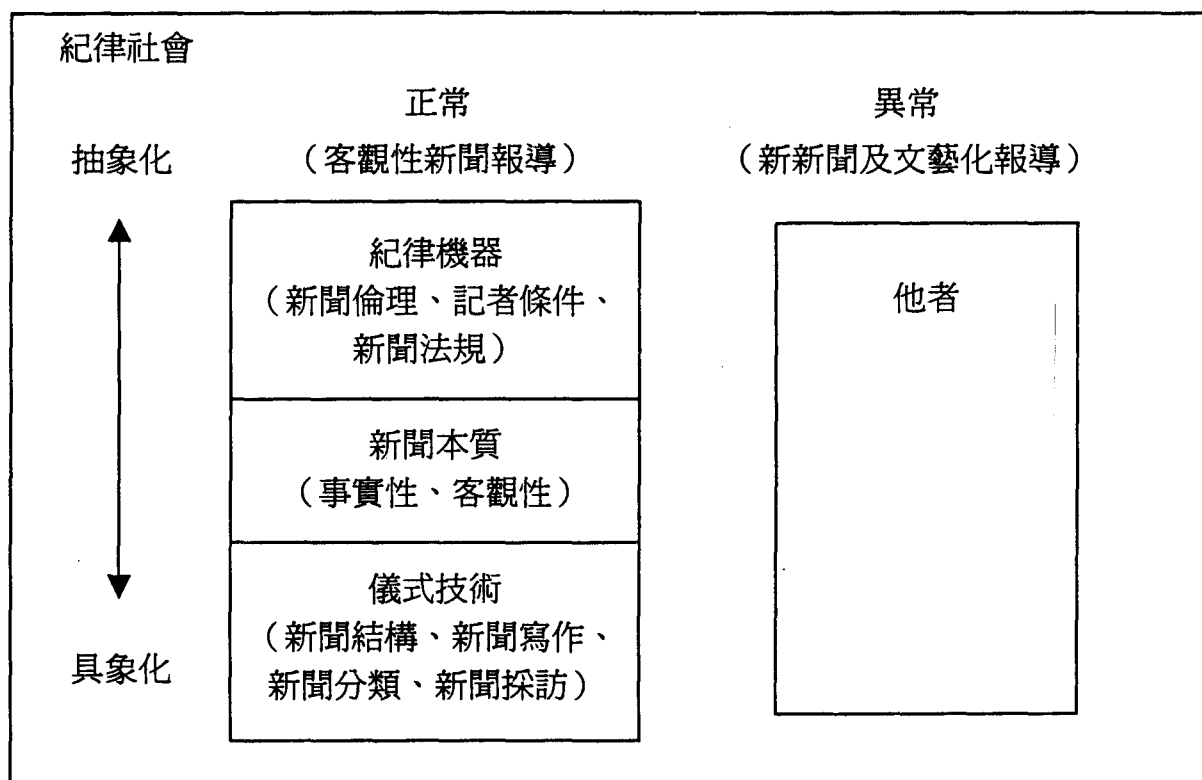 紀律社會
正常
異常
抽象化
（客觀性新聞報導）
（新新聞及文藝化報導）
紀律機器
（新聞倫理、記者條件、
新聞法規）
他者
新聞本質
（事實性、客觀性）
儀式技術
（新聞結構、新聞寫作、
新聞分類、新聞採訪）
具象化